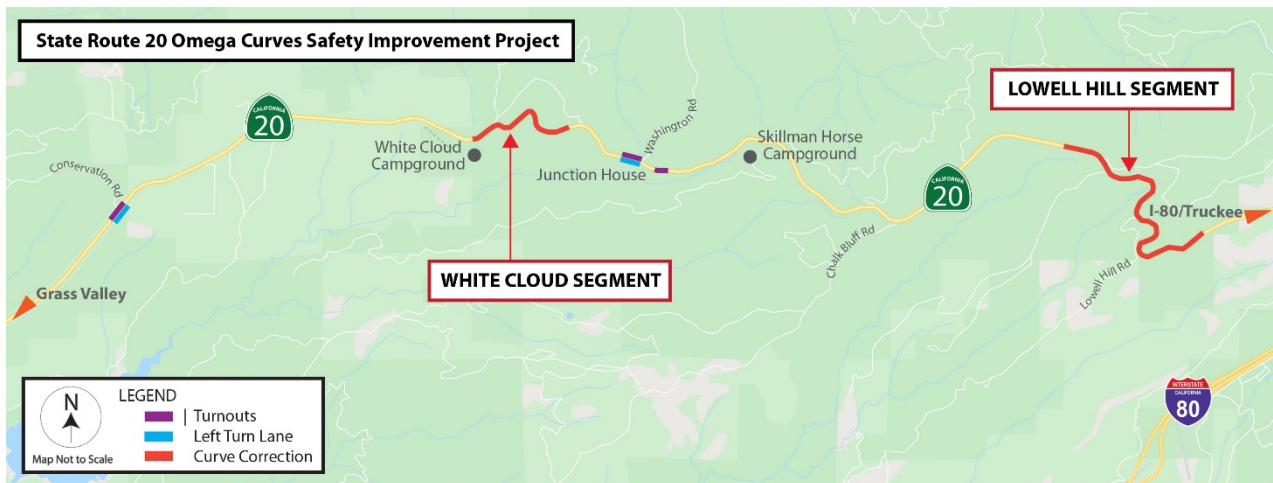 State Route 20 Omega Curves Safety Improvement Project
LOWELL HILL SEGMENT
CALIFORNIA
20
Washington Rd
White Cloud
Campground
Skillman Horse
Campground
Junction House
Conservation Rd
CALIFORNIA
20
I-80/Truckee
Chalk Bluff Rd
Lowell Hill Rd
WHITE CLOUD SEGMENT
Grass Valley
N
Map Not to Scale
LEGEND
| Turnouts
Left Turn Lane
Curve Correction
INTERSTATE
CALIFORNIA
80